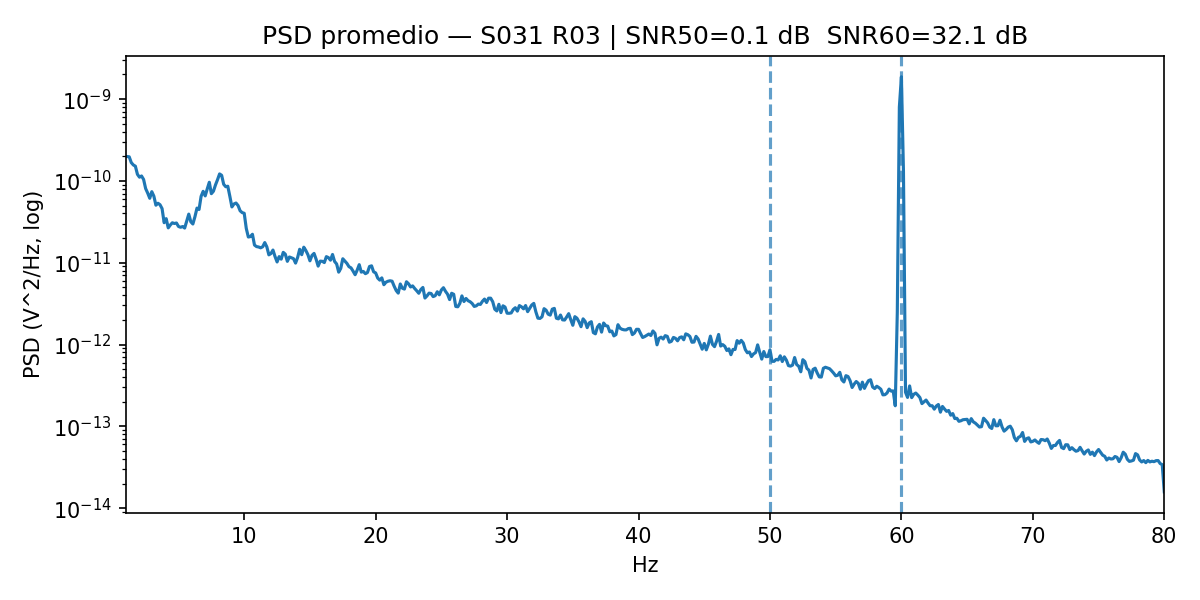 PSD promedio — S031 R03 | SNR50=0.1 dB  SNR60=32.1 dB
PSD (V^2/Hz, log)
10⁻⁹
10⁻¹⁰
10⁻¹¹
10⁻¹²
10⁻¹³
10⁻¹⁴
10 20 30 40 50 60 70 80
Hz